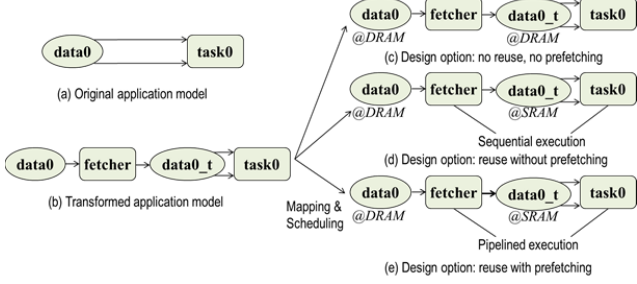 data0
task0
(a) Original application model
data0
fetcher
data0_t
task0
(b) Transformed application model
Mapping &
Scheduling
data0
fetcher
data0_t
task0
@DRAM
@DRAM
(c) Design option: no reuse, no prefetching
data0
fetcher
data0_t
task0
@DRAM
@SRAM
Sequential execution
(d) Design option: reuse without prefetching
data0
fetcher
data0_t
task0
@DRAM
@SRAM
Pipelined execution
(e) Design option: reuse with prefetching